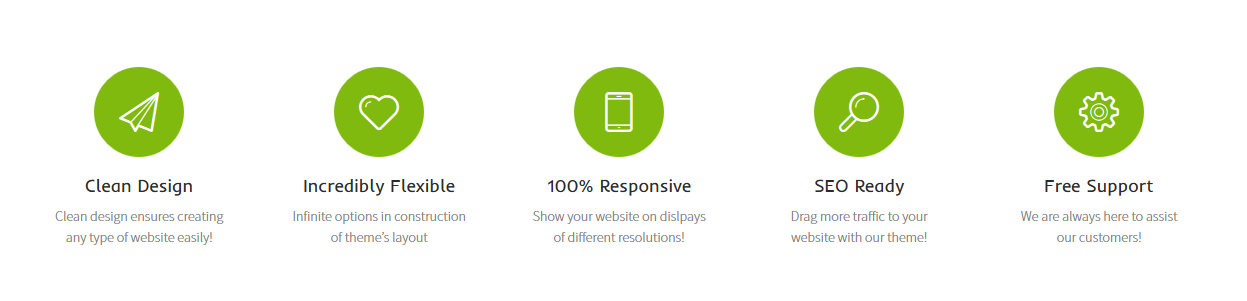 Clean Design
Clean design ensures creating
any type of website easily!
Incredibly Flexible
Infinite options in construction
of theme's layout
100% Responsive
Show your website on dislpays
of different resolutions!
SEO Ready
Drag more traffic to your
website with our theme!
Free Support
We are always here to assist
our customers!